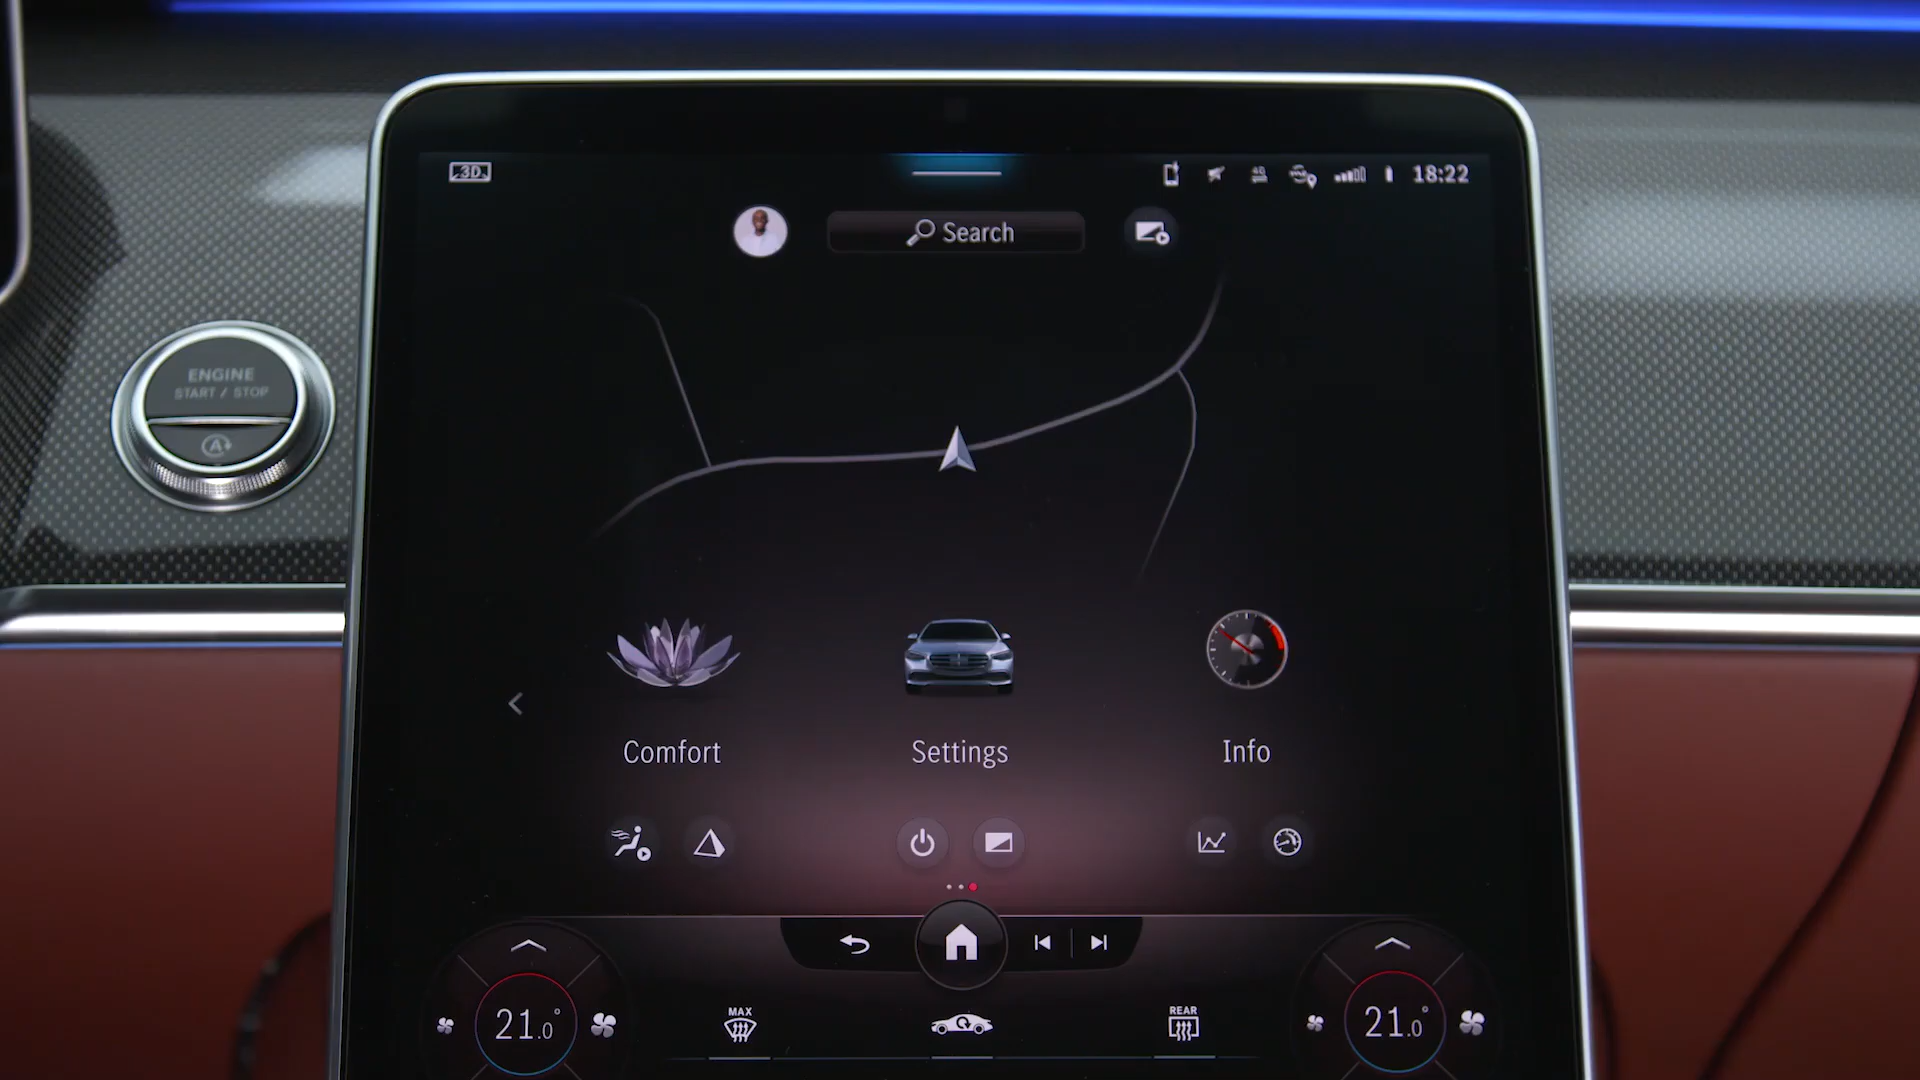 3D
18:22
Search
ENGINE
START / STOP
A
Comfort
Settings
Info
21.0°
MAX
REAR
21.0°